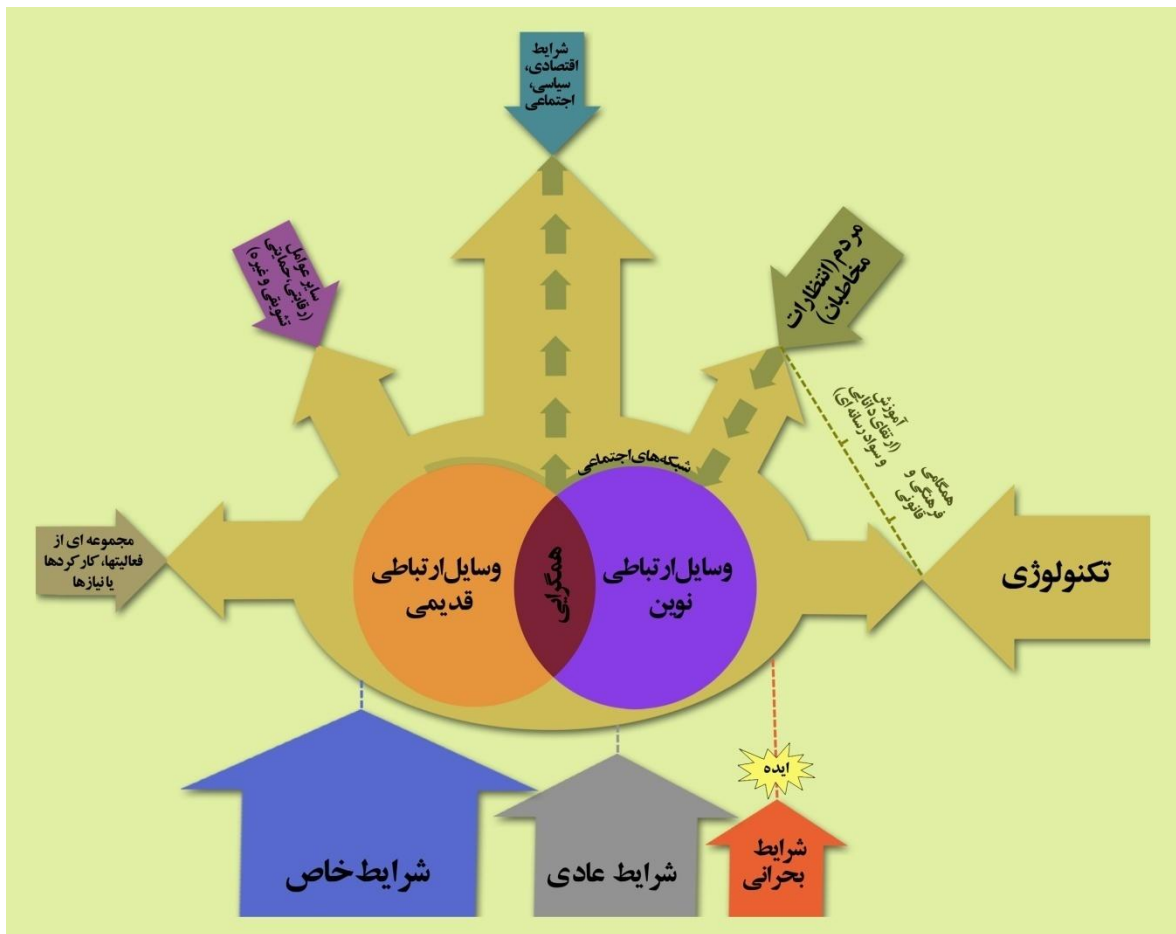 شرایط
اقتصادی،
سیاسی،
اجتماعی
مردم (انتظارات
مخاطبان)
سایر عوامل
(رقابتی، حمایتی
تشویقی و غیره)
آموزش
(ارتقای دانایی
و سواد رسانه ای)
همگامی
فرهنگی و
قانونی
شبکه‌های اجتماعی
تکنولوژی
وسایل ارتباطی
نوین
همگرایی
وسایل ارتباطی
قدیمی
مجموعه ای از
فعالیتها، کارکردها
یا نیازها
ایده
شرایط
بحرانی
شرایط عادی
شرایط خاص